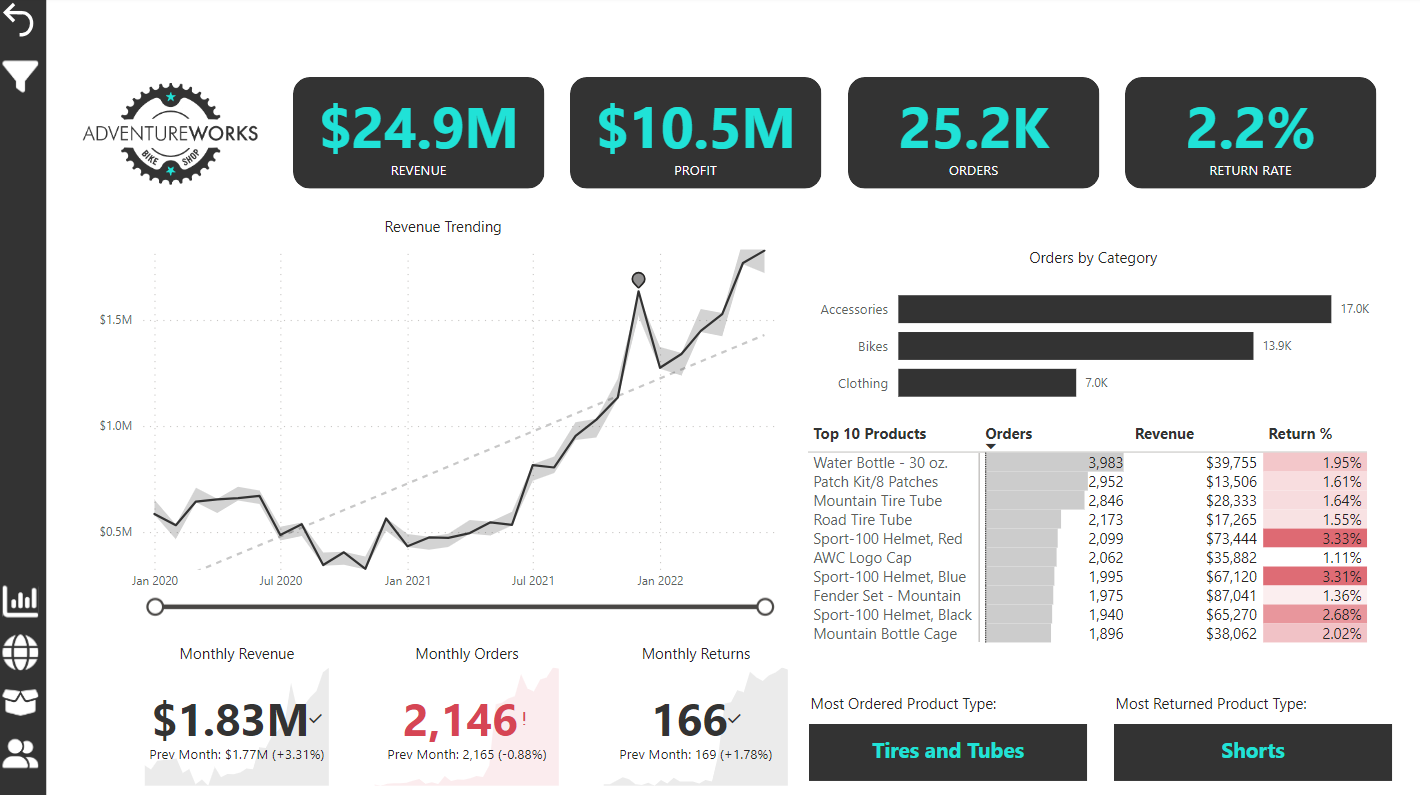 ADVENTUREWORKS
BIKE SHOP
$24.9M
REVENUE
$10.5M
PROFIT
25.2K
ORDERS
2.2%
RETURN RATE
Revenue Trending
$1.5M
$1.0M
$0.5M
Jan 2020 Jul 2020 Jan 2021 Jul 2021 Jan 2022
Orders by Category
Accessories 17.0K
Bikes 13.9K
Clothing 7.0K
Top 10 Products Orders Revenue Return %
Water Bottle - 30 oz. 3,983 $39,755 1.95%
Patch Kit/8 Patches 2,952 $13,506 1.61%
Mountain Tire Tube 2,846 $28,333 1.64%
Road Tire Tube 2,173 $17,265 1.55%
Sport-100 Helmet, Red 2,099 $73,444 3.33%
AWC Logo Cap 2,062 $35,882 1.11%
Sport-100 Helmet, Blue 1,995 $67,120 3.31%
Fender Set - Mountain 1,975 $87,041 1.36%
Sport-100 Helmet, Black 1,940 $65,270 2.68%
Mountain Bottle Cage 1,896 $38,062 2.02%
Monthly Revenue
$1.83M
Prev Month: $1.77M (+3.31%)
Monthly Orders
2,146!
Prev Month: 2,165 (-0.88%)
Monthly Returns
166
Prev Month: 169 (+1.78%)
Most Ordered Product Type:
Tires and Tubes
Most Returned Product Type:
Shorts